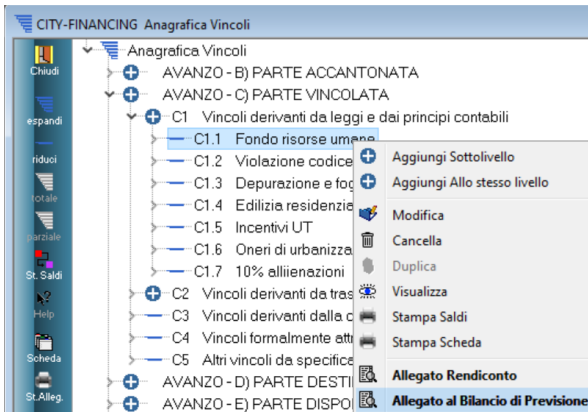 CITY-FINANCING Anagrafica Vincoli
Chiudi
espandi
riduci
totale
parziale
St. Saldi
Help
Scheda
St.Alleg.
Anagrafica Vincoli
AVANZO - B) PARTE ACCANTONATA
AVANZO - C) PARTE VINCOLATA
C1 Vincoli derivanti da leggi e dai principi contabili
C1.1 Fondo risorse umane
C1.2 Violazione codice
C1.3 Depurazione e fog
C1.4 Edilizia residenzia
C1.5 Incentivi UT
C1.6 Oneri di urbanizza
C1.7 10% alliienazioni
C2 Vincoli derivanti da tras
C3 Vincoli derivanti dalla c
C4 Vincoli formalmente attr
C5 Altri vincoli da specifica
AVANZO - D) PARTE DESTI
AVANZO - E) PARTE DISPO
Aggiungi Sottolivello
Aggiungi Allo stesso livello
Modifica
Cancella
Duplica
Visualizza
Stampa Saldi
Stampa Scheda
Allegato Rendiconto
Allegato al Bilancio di Previsione